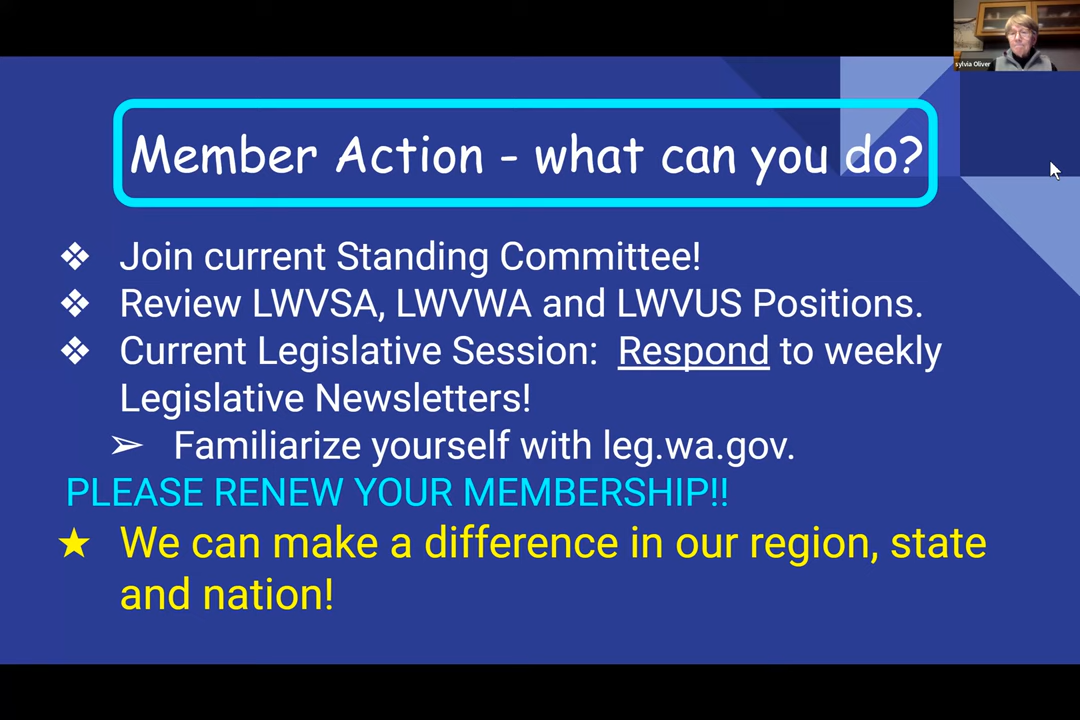 sylvia Oliver
Member Action - what can you do?
❖ Join current Standing Committee!
❖ Review LWVSA, LWVWA and LWVUS Positions.
❖ Current Legislative Session: Respond to weekly
Legislative Newsletters!
➢ Familiarize yourself with leg.wa.gov.
PLEASE RENEW YOUR MEMBERSHIP!!
★ We can make a difference in our region, state
and nation!